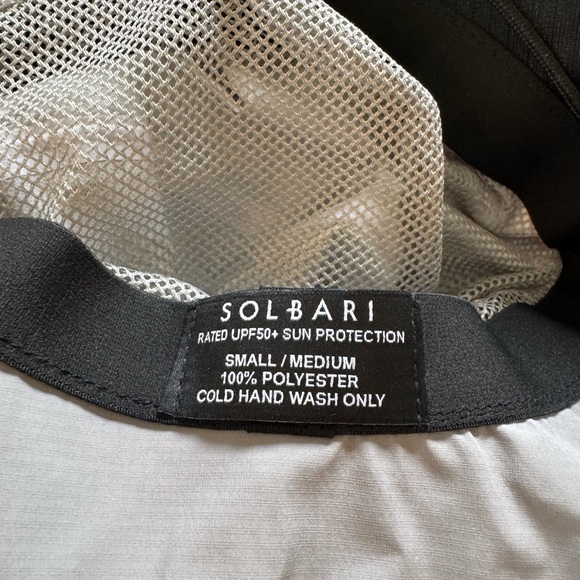 SOLBARI
RATED UPF50+ SUN PROTECTION
SMALL / MEDIUM
100% POLYESTER
COLD HAND WASH ONLY